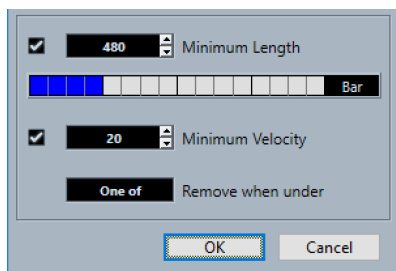 480 Minimum Length
Bar
20 Minimum Velocity
One of Remove when under
OK Cancel